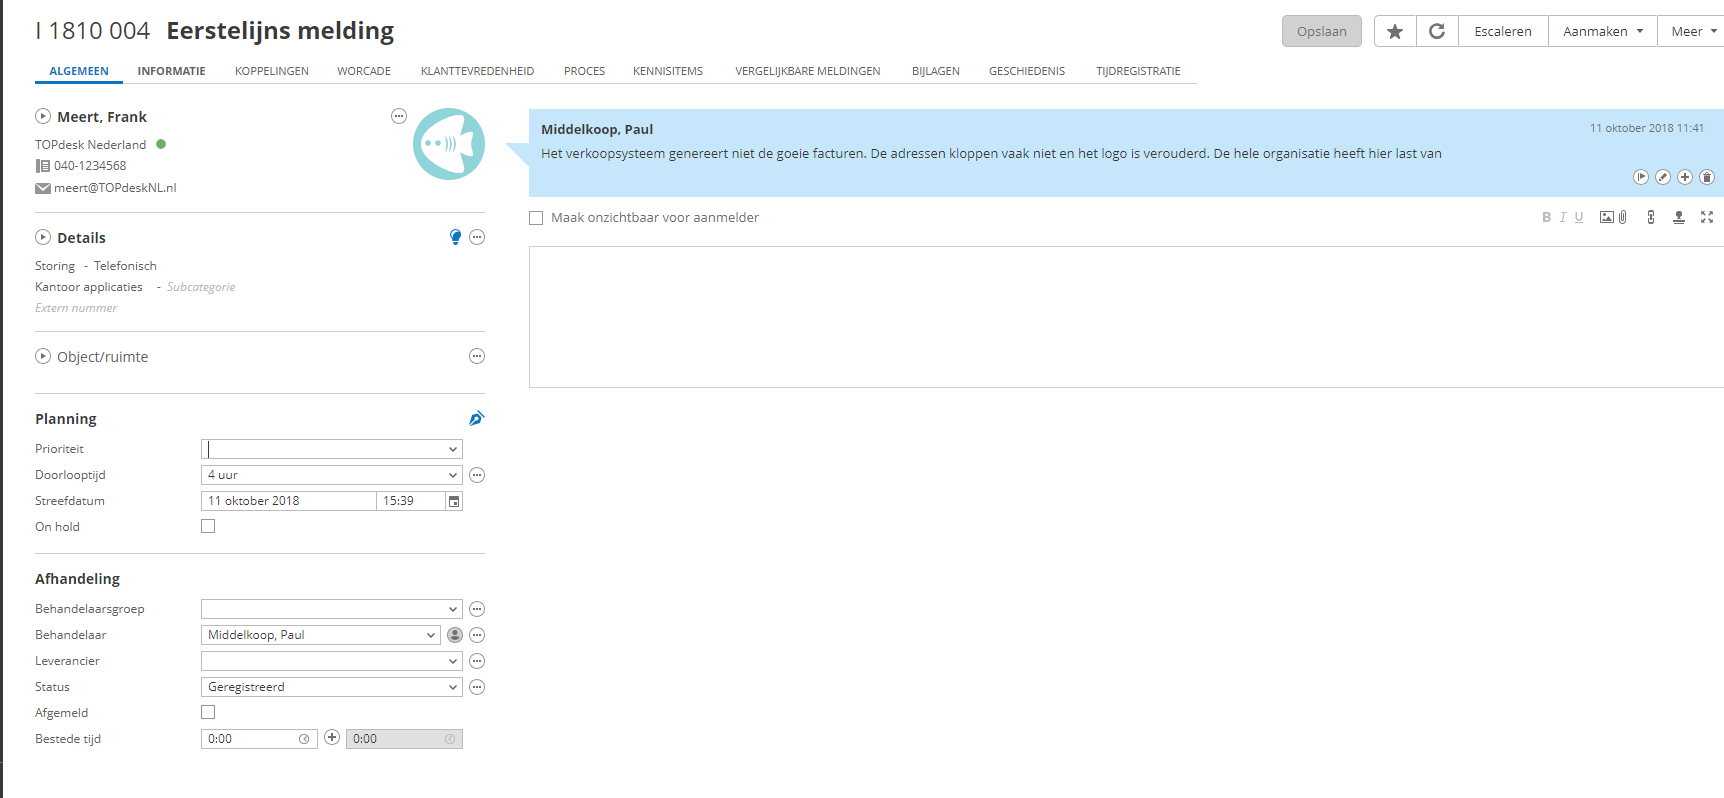 I 1810 004 Eerstelijns melding
Opslaan Escaleren Aanmaken Meer
ALGEMEEN INFORMATIE KOPPELINGEN WORCADE KLANTTEVREDENHEID PROCES KENNISITEMS VERGELIJKBARE MELDINGEN BIJLAGEN GESCHIEDENIS TIJDREGISTRATIE
Meert, Frank
TOPdesk Nederland
040-1234568
meert@TOPdeskNL.nl
Details
Storing - Telefonisch
Kantoor applicaties - Subcategorie
Extern nummer
Object/ruimte
Planning
Prioriteit
Doorlooptijd 4 uur
Streefdatum 11 oktober 2018 15:39
On hold
Afhandeling
Behandelaarsgroep
Behandelaar Middelkoop, Paul
Leverancier
Status Geregistreerd
Afgemeld
Bestede tijd 0:00 0:00
Middelkoop, Paul 11 oktober 2018 11:41
Het verkoopsysteem genereert niet de goeie facturen. De adressen kloppen vaak niet en het logo is verouderd. De hele organisatie heeft hier last van
Maak onzichtbaar voor aanmelder B I U